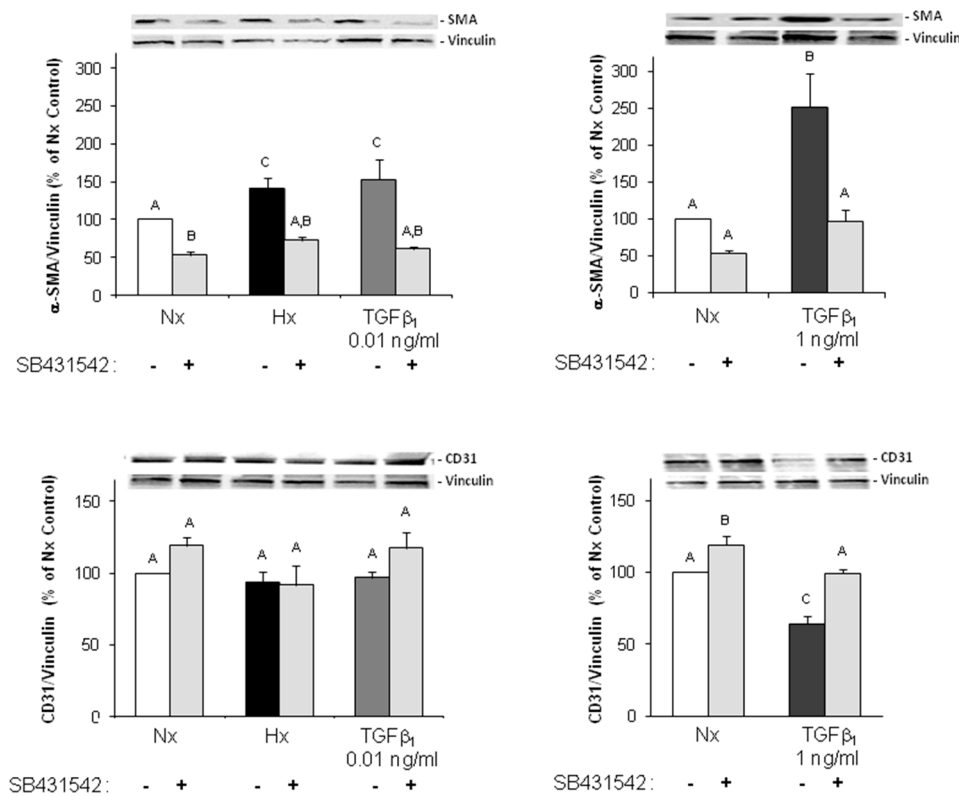 - SMA
- Vinculin
α-SMA/Vinculin (% of Nx Control)
300
250
200
150
100
50
0
A
B
C
A,B
C
A,B
Nx
Hx
TGFβ₁
0.01 ng/ml
SB431542:
-
+
-
+
-
+
- SMA
- Vinculin
α-SMA/Vinculin (% of Nx Control)
300
250
200
150
100
50
0
A
A
B
A
Nx
TGFβ₁
1 ng/ml
SB431542:
-
+
-
+
- CD31
- Vinculin
CD31/Vinculin (% of Nx Control)
150
100
50
0
A
A
A
A
A
A
Nx
Hx
TGFβ₁
0.01 ng/ml
SB431542:
-
+
-
+
-
+
- CD31
- Vinculin
CD31/Vinculin (% of Nx Control)
150
100
50
0
A
B
C
A
Nx
TGFβ₁
1 ng/ml
SB431542:
-
+
-
+